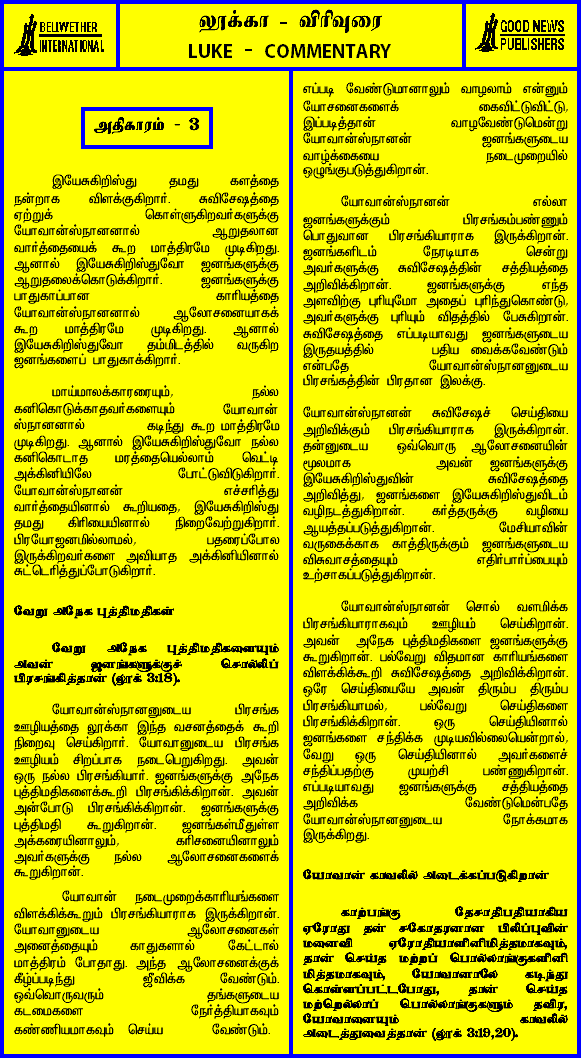 BELLWETHER
INTERNATIONAL
லூக்கா - விரிவுரை
LUKE - COMMENTARY
GOOD NEWS
PUBLISHERS
அதிகாரம் - 3
இயேசுகிறிஸ்து தமது களத்தை
நன்றாக விளக்குகிறார். சுவிசேஷத்தை
ஏற்றுக் கொள்ளுகிறவர்களுக்கு
யோவான்ஸ்நானனால் ஆறுதலான
வார்த்தையைக் கூற மாத்திரமே முடிகிறது.
ஆனால் இயேசுகிறிஸ்துவோ ஜனங்களுக்கு
ஆறுதலைக்கொடுக்கிறார். ஜனங்களுக்கு
பாதுகாப்பான காரியத்தை
யோவான்ஸ்நானனால் ஆலோசனையாகக்
கூற மாத்திரமே முடிகிறது. ஆனால்
இயேசுகிறிஸ்துவோ தம்மிடத்தில் வருகிற
ஜனங்களைப் பாதுகாக்கிறார்.
மாய்மாலக்காரரையும், நல்ல
கனிகொடுக்காதவர்களையும் யோவான்
ஸ்நானனால் கடிந்து கூற மாத்திரமே
முடிகிறது. ஆனால் இயேசுகிறிஸ்துவோ நல்ல
கனிகொடாத மரத்தையெல்லாம் வெட்டி
அக்கினியிலே போட்டுவிடுகிறார்.
யோவான்ஸ்நானன் எச்சரித்து
வார்த்தையினால் கூறியதை, இயேசுகிறிஸ்து
தமது கிரியையினால் நிறைவேற்றுகிறார்.
பிரயோஜனமில்லாமல், பதரைப்போல
இருக்கிறவர்களை அவியாத அக்கினியினால்
சுட்டெரித்துப்போடுகிறார்.
வேறு அநேக புத்திமதிகள்
வேறு அநேக புத்திமதிகளையும்
அவன் ஜனங்களுக்குச் சொல்லிப்
பிரசங்கித்தான் (லூக் 3:18).
யோவான்ஸ்நானனுடைய பிரசங்க
ஊழியத்தை லூக்கா இந்த வசனத்தைக் கூறி
நிறைவு செய்கிறார். யோவானுடைய பிரசங்க
ஊழியம் சிறப்பாக நடைபெறுகிறது. அவன்
ஒரு நல்ல பிரசங்கியார். ஜனங்களுக்கு அநேக
புத்திமதிகளைக்கூறி பிரசங்கிக்கிறான். அவன்
அன்போடு பிரசங்கிக்கிறான். ஜனங்களுக்கு
புத்திமதி கூறுகிறான். ஜனங்கள்மீதுள்ள
அக்கரையினாலும், கரிசனையினாலும்
அவர்களுக்கு நல்ல ஆலோசனைகளைக்
கூறுகிறான்.
யோவான் நடைமுறைக்காரியங்களை
விளக்கிக்கூறும் பிரசங்கியாராக இருக்கிறான்.
யோவானுடைய ஆலோசனைகள்
அனைத்தையும் காதுகளால் கேட்டால்
மாத்திரம் போதாது. அந்த ஆலோசனைக்குக்
கீழ்ப்படிந்து ஜீவிக்க வேண்டும்.
ஒவ்வொருவரும் தங்களுடைய
கடமைகளை நேர்த்தியாகவும்
கண்ணியமாகவும் செய்ய வேண்டும்.
எப்படி வேண்டுமானாலும் வாழலாம் என்னும்
யோசனைகளைக் கைவிட்டுவிட்டு,
இப்படித்தான் வாழவேண்டுமென்று
யோவான்ஸ்நானன் ஜனங்களுடைய
வாழ்க்கையை நடைமுறையில்
ஒழுங்குபடுத்துகிறான்.
யோவான்ஸ்நானன் எல்லா
ஜனங்களுக்கும் பிரசங்கம்பண்ணும்
பொதுவான பிரசங்கியாராக இருக்கிறான்.
ஜனங்களிடம் நேரடியாக சென்று
அவர்களுக்கு சுவிசேஷத்தின் சத்தியத்தை
அறிவிக்கிறான். ஜனங்களுக்கு எந்த
அளவிற்கு புரியுமோ அதைப் புரிந்துகொண்டு,
அவர்களுக்கு புரியும் விதத்தில் பேசுகிறான்.
சுவிசேஷத்தை எப்படியாவது ஜனங்களுடைய
இருதயத்தில் பதிய வைக்கவேண்டும்
என்பதே யோவான்ஸ்நானனுடைய
பிரசங்கத்தின் பிரதான இலக்கு.
யோவான்ஸ்நானன் சுவிசேஷச் செய்தியை
அறிவிக்கும் பிரசங்கியாராக இருக்கிறான்.
தன்னுடைய ஒவ்வொரு ஆலோசனையின்
மூலமாக அவன் ஜனங்களுக்கு
இயேசுகிறிஸ்துவின் சுவிசேஷத்தை
அறிவித்து, ஜனங்களை இயேசுகிறிஸ்துவிடம்
வழிநடத்துகிறான். கர்த்தருக்கு வழியை
ஆயத்தப்படுத்துகிறான். மேசியாவின்
வருகைக்காக காத்திருக்கும் ஜனங்களுடைய
விசுவாசத்தையும் எதிர்பார்ப்பையும்
உற்சாகப்படுத்துகிறான்.
யோவான்ஸ்நானன் சொல் வளமிக்க
பிரசங்கியாராகவும் ஊழியம் செய்கிறான்.
அவன் அநேக புத்திமதிகளை ஜனங்களுக்கு
கூறுகிறான். பல்வேறு விதமான காரியங்களை
விளக்கிக்கூறி சுவிசேஷத்தை அறிவிக்கிறான்.
ஒரே செய்தியையே அவன் திரும்ப திரும்ப
பிரசங்கியாமல், பல்வேறு செய்திகளை
பிரசங்கிக்கிறான். ஒரு செய்தியினால்
ஜனங்களை சந்திக்க முடியவில்லையென்றால்,
வேறு ஒரு செய்தியினால் அவர்களைச்
சந்திப்பதற்கு முயற்சி பண்ணுகிறான்.
எப்படியாவது ஜனங்களுக்கு சத்தியத்தை
அறிவிக்க வேண்டுமென்பதே
யோவான்ஸ்நானனுடைய நோக்கமாக
இருக்கிறது.
யோவான் காவலில் அடைக்கப்படுகிறான்
காற்பங்கு தேசாதிபதியாகிய
ஏரோது தன் சகோதரனான பிலிப்புவின்
மனைவி ஏரோதியாளினிமித்தமாகவும்,
தான் செய்த மற்றப் பொல்லாங்குகளினி
மித்தமாகவும், யோவானாலே கடிந்து
கொள்ளப்பட்டபோது, தான் செய்த
மற்றெல்லாப் பொல்லாங்குகளும் தவிர,
யோவானையும் காவலில்
அடைத்துவைத்தான் (லூக் 3:19,20).